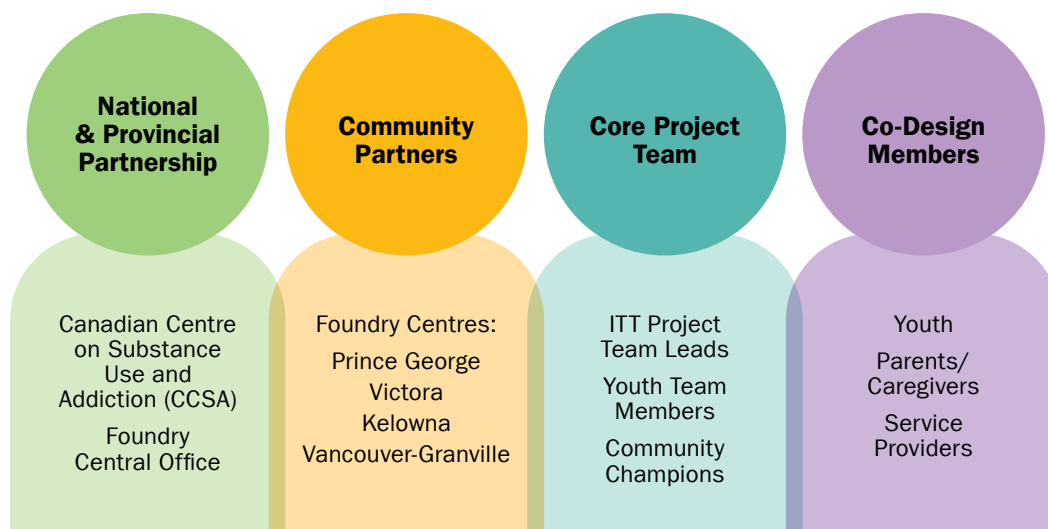 National
& Provincial
Partnership
Canadian Centre
on Substance
Use and
Addiction (CCSA)
Foundry
Central Office
Community
Partners
Foundry Centres:
Prince George
Victora
Kelowna
Vancouver-Granville
Core Project
Team
ITT Project
Team Leads
Youth Team
Members
Community
Champions
Co-Design
Members
Youth
Parents/
Caregivers
Service
Providers